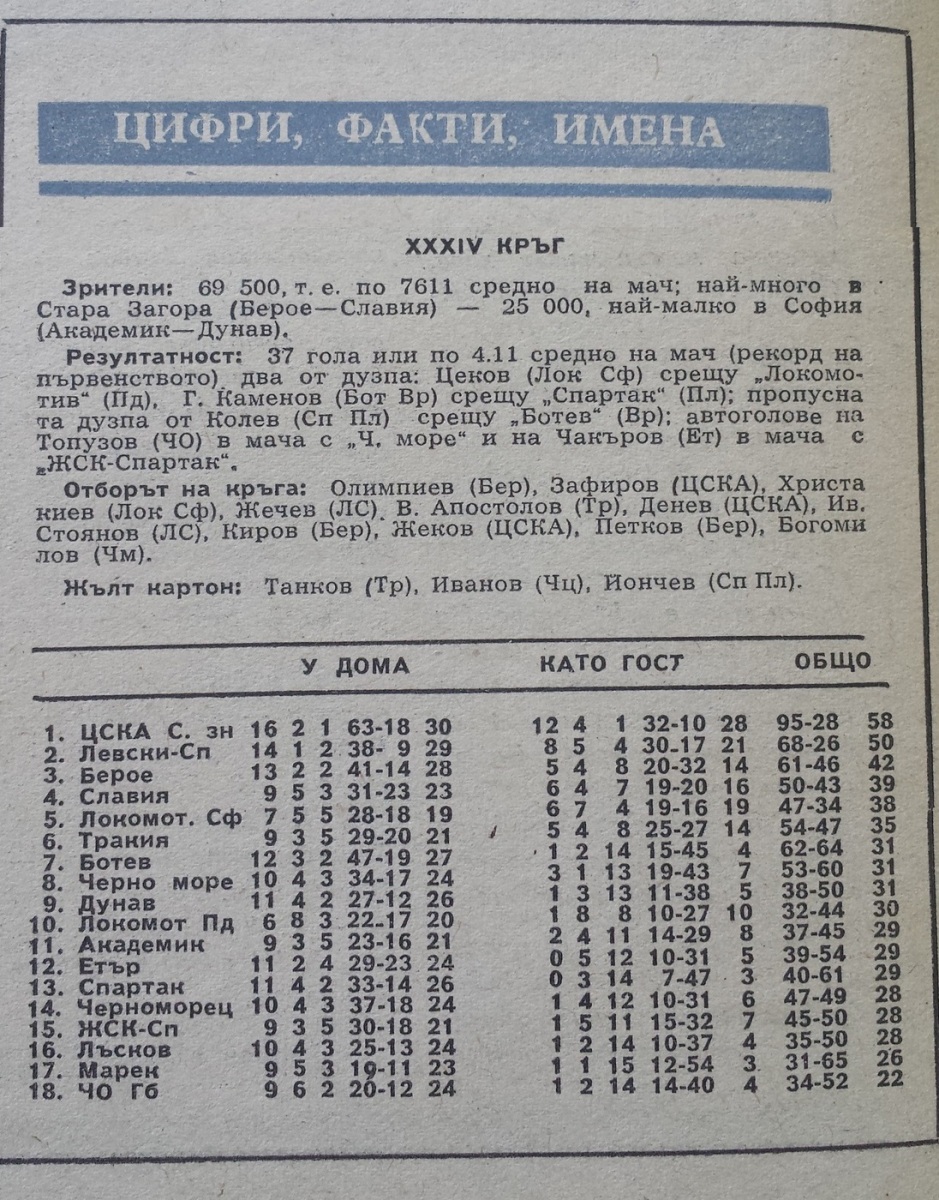 ЦИФРИ, ФАКТИ, ИМЕНА
XXXIV КРЪГ
Зрители: 69 500, т. е. по 7611 средно на мач; най-много в
Стара Загора (Берое—Славия) — 25 000, най-малко в София
(Академик—Дунав).
Резултатност: 37 гола или по 4.11 средно на мач (рекорд на
първенството) два от дузпа: Цеков (Лок Сф) срещу „Локомо-
тив“ (Пд), Г. Каменов (Бот Вр) срещу „Спартак“ (Пл); пропусна
та дузпа от Колев (Сп Пл) срещу „Ботев“ (Вр); автоголове на
Топузов (ЧО) в мача с „Ч. море“ и на Чакъров (Ет) в мача с
„ЖСК-Спартак“.
Отборът на кръга: Олимпиев (Бер), Зафиров (ЦСКА), Христа
киев (Лок Сф), Жечев (ЛС). В. Апостолов (Тр), Денев (ЦСКА), Ив.
Стоянов (ЛС), Киров (Бер), Жеков (ЦСКА), Петков (Бер), Богоми
лов (Чм).
Жълт картон: Танков (Тр), Иванов (Чц), Йончев (Сп Пл).
У ДОМА КАТО ГОСТ ОБЩО
1. ЦСКА С. зн 16 2 1 63-18 30 12 4 1 32-10 28 95-28 58
2. Левски-Сп 14 1 2 38- 9 29 8 5 4 30-17 21 68-26 50
3. Берое 13 2 2 41-14 28 5 4 8 20-32 14 61-46 42
4. Славия 9 5 3 31-23 23 6 4 7 19-20 16 50-43 39
5. Локомот. Сф 7 5 5 28-18 19 6 7 4 19-16 19 47-34 38
6. Тракия 9 3 5 29-20 21 5 4 8 25-27 14 54-47 35
7. Ботев 12 3 2 47-19 27 1 2 14 15-45 4 62-64 31
8. Черно море 10 4 3 34-17 24 3 1 13 19-43 7 53-60 31
9. Дунав 11 4 2 27-12 26 1 3 13 11-38 5 38-50 31
10. Локомот Пд 6 8 3 22-17 20 1 8 8 10-27 10 32-44 30
11. Академик 9 3 5 23-16 21 2 4 11 14-29 8 37-45 29
12. Етър 11 2 4 29-23 24 0 5 12 10-31 5 39-54 29
13. Спартак 11 4 2 33-14 26 0 3 14 7-47 3 40-61 29
14. Черноморец 10 4 3 37-18 24 1 4 12 10-31 6 47-49 28
15. ЖСК-Сп 9 3 5 30-18 21 1 5 11 15-32 7 45-50 28
16. Лъсков 10 4 3 25-13 24 1 2 14 10-37 4 35-50 28
17. Марек 9 5 3 19-11 23 1 1 15 12-54 3 31-65 26
18. ЧО Гб 9 6 2 20-12 24 1 2 14 14-40 4 34-52 22